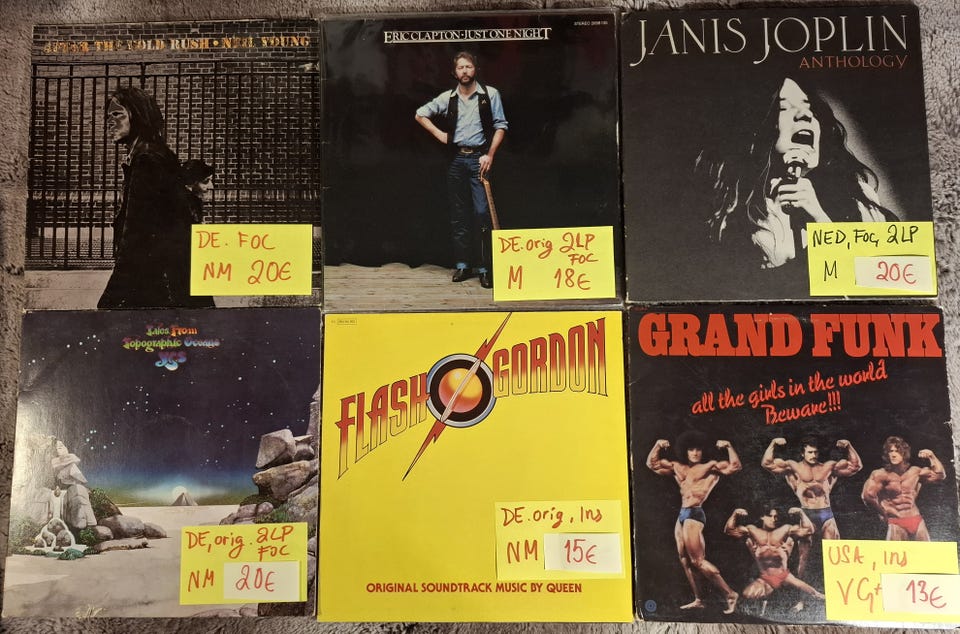 AFTER THE GOLD RUSH • NEIL YOUNG
DE. FOC
NM 20€
STEREO
ERIC CLAPTON•JUST ONE NIGHT
DE. orig 2LP
FOC
M 18€
JANIS JOPLIN
ANTHOLOGY
NED, FOC, 2LP
M 20€
Tales From
Topographic Oceans
YES
DE, orig. 2LP
FOC
NM 20€
FLASH GORDON
DE. orig, Ins
NM 15€
ORIGINAL SOUNDTRACK MUSIC BY QUEEN
GRAND FUNK
all the girls in the world
Beware!!!
USA, ins
VG+ 13€